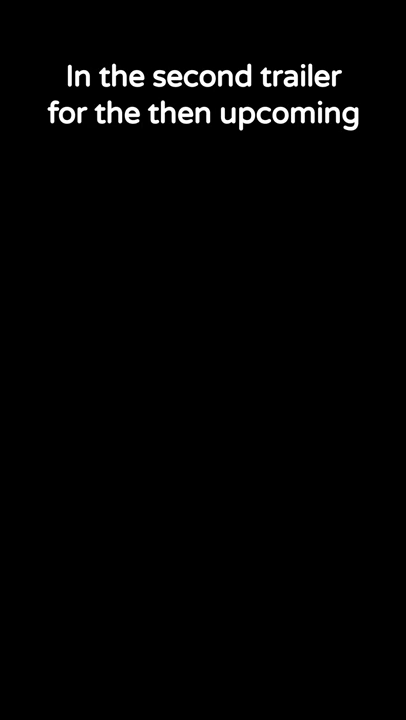 In the second trailer
for the then upcoming